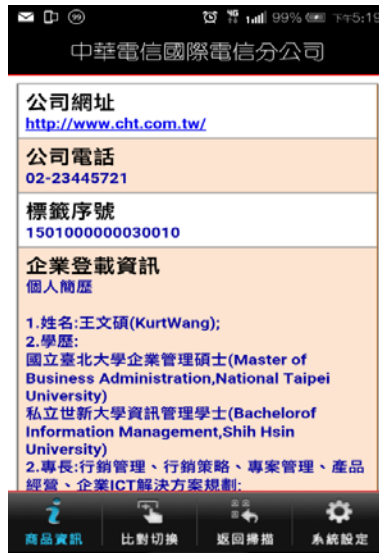 99
4G
99%
下午5:19
中華電信國際電信分公司
公司網址
http://www.cht.com.tw/
公司電話
02-23445721
標籤序號
1501000000030010
企業登載資訊
個人簡歷
1.姓名:王文碩(KurtWang);
2.學歷:
國立臺北大學企業管理碩士(Master of
Business Administration,National Taipei
University)
私立世新大學資訊管理學士(Bachelorof
Information Management,Shih Hsin
University)
2.專長:行銷管理、行銷策略、專案管理、產品
經營、企業ICT解決方案規劃;
商品資訊
比對切換
返回掃描
系統設定